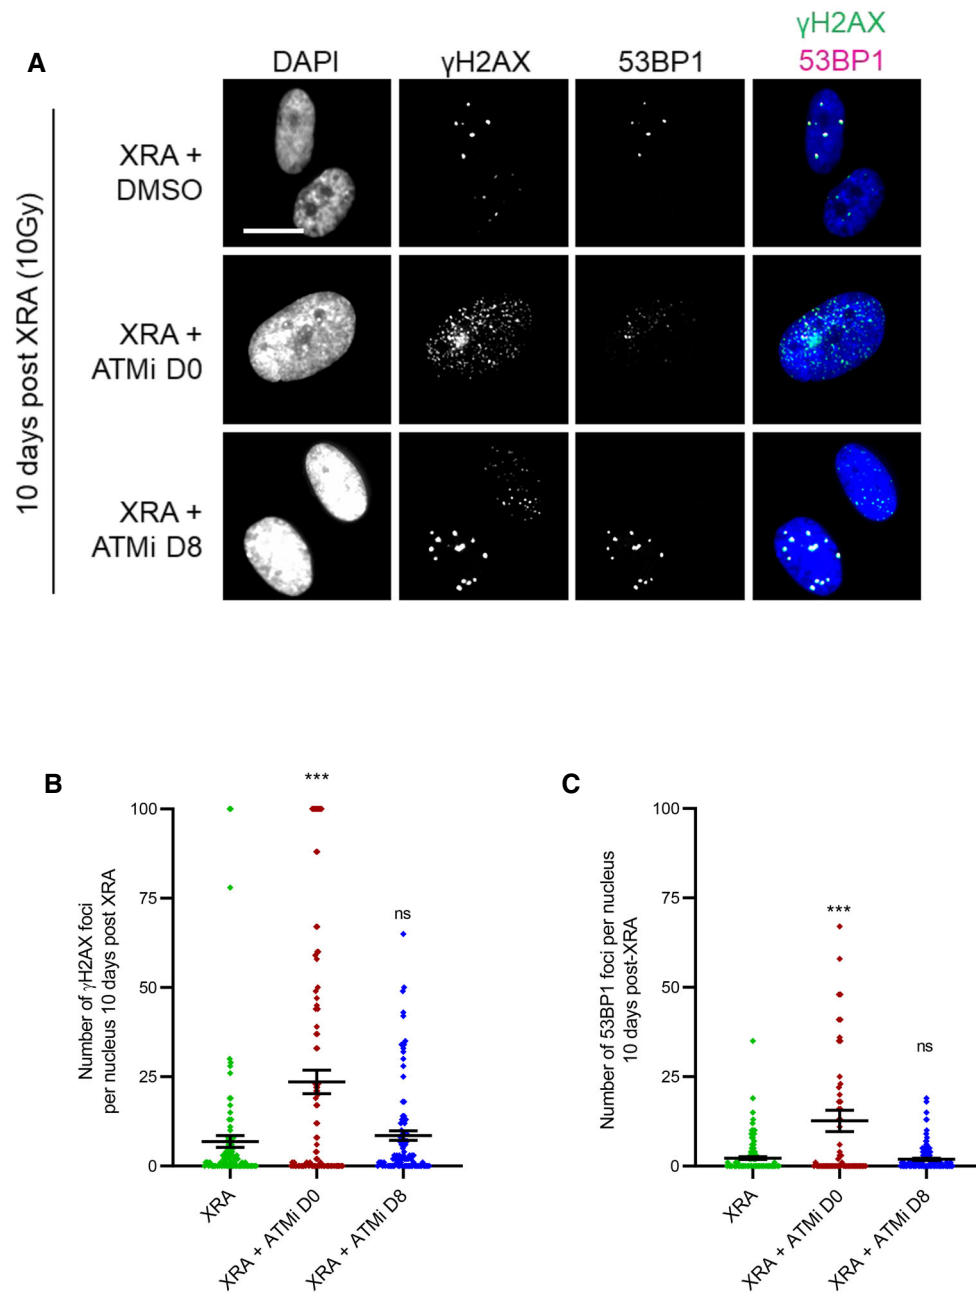 A
γH2AX
DAPI γH2AX 53BP1 53BP1
10 days post XRA (10Gy)
XRA +
DMSO
XRA +
ATMi D0
XRA +
ATMi D8
B
***
Number of γH2AX foci
per nucleus 10 days post XRA
100
75
50
25
0
ns
XRA
XRA + ATMi D0
XRA + ATMi D8
C
Number of 53BP1 foci per nucleus
10 days post-XRA
100
75
50
25
0
***
ns
XRA
XRA + ATMi D0
XRA + ATMi D8